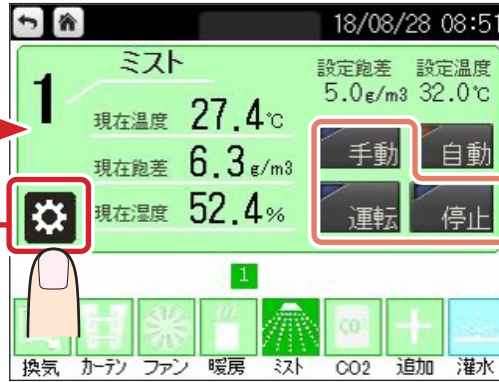 18/08/28 08:51
1 ミスト 設定飽差 設定温度
5.0g/m3 32.0℃
現在温度 27.4℃
現在飽差 6.3g/m3
現在湿度 52.4%
手動 自動
運転 停止
1
CO2
換気 カーテン ファン 暖房 ミスト CO2 追加 灌水